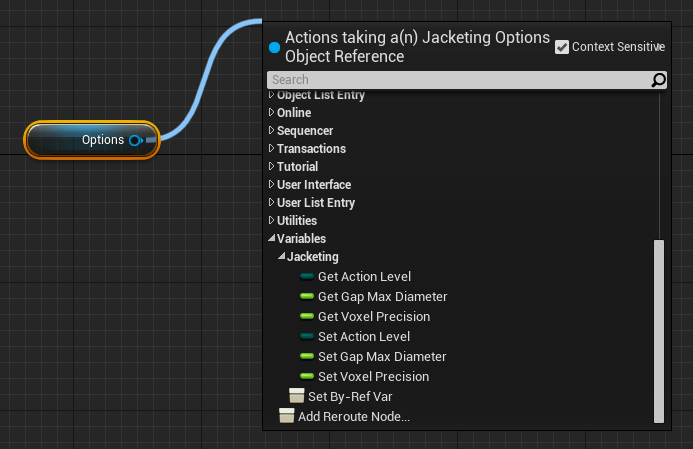 Options
Actions taking a(n) Jacketing Options
Object Reference
Context Sensitive
Search
Object List Entry
Online
Sequencer
Transactions
Tutorial
User Interface
User List Entry
Utilities
Variables
Jacketing
Get Action Level
Get Gap Max Diameter
Get Voxel Precision
Set Action Level
Set Gap Max Diameter
Set Voxel Precision
Set By-Ref Var
Add Reroute Node...